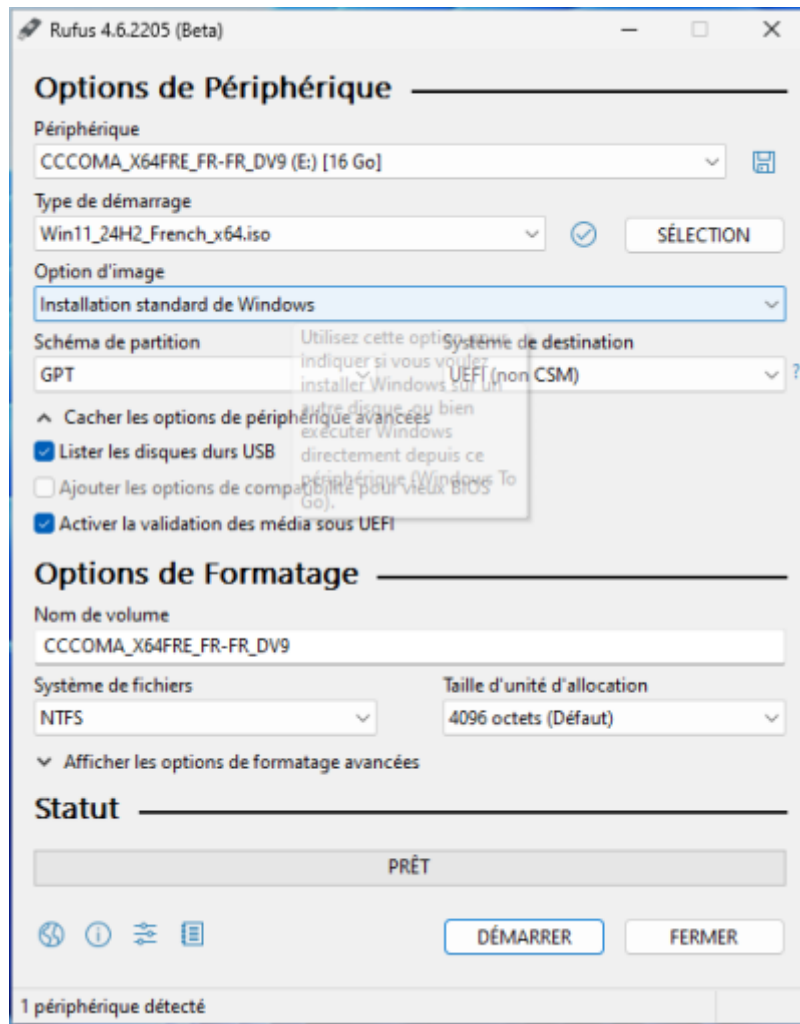 Rufus 4.6.2205 (Beta)
Options de Périphérique
Périphérique
CCCOMA_X64FRE_FR-FR_DV9 (E:) [16 Go]
Type de démarrage
Win11_24H2_French_x64.iso
SÉLECTION
Option d'image
Installation standard de Windows
Schéma de partition
Système de destination
GPT
UEFI (non CSM)
?
Utilisez cette option pour
indiquer si vous voulez
installer Windows sur un
autre disque, ou bien
exécuter Windows
directement depuis ce
périphérique (Windows To
Go).
Cacher les options de périphérique avancées
Lister les disques durs USB
Ajouter les options de compatibilité pour vieux BIOS
Activer la validation des média sous UEFI
Options de Formatage
Nom de volume
CCCOMA_X64FRE_FR-FR_DV9
Système de fichiers
Taille d'unité d'allocation
NTFS
4096 octets (Défaut)
Afficher les options de formatage avancées
Statut
PRÊT
DÉMARRER
FERMER
1 périphérique détecté